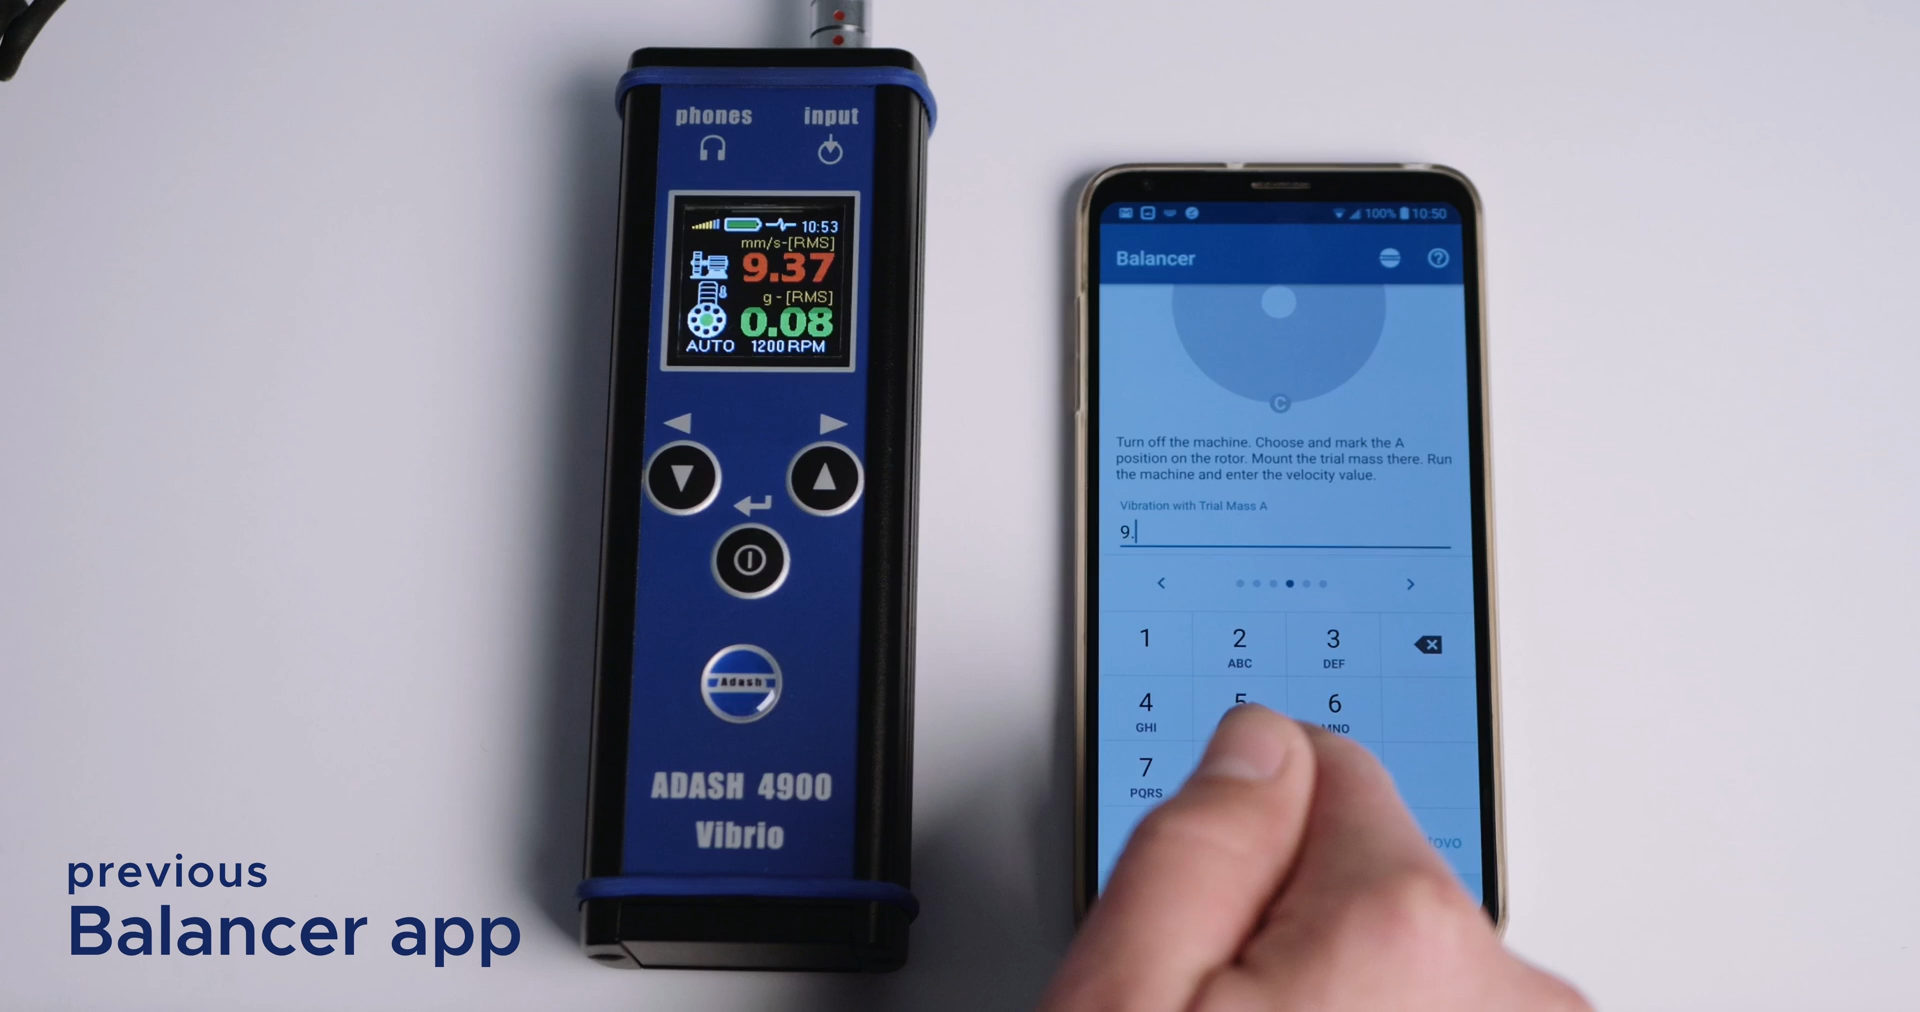 phones input
10:53
mm/s-[RMS]
9.37
g-[RMS]
0.08
AUTO 1200 RPM
Adash
ADASH 4900
Vibrio
100% 10:50
Balancer
C
Turn off the machine. Choose and mark the A
position on the rotor. Mount the trial mass there. Run
the machine and enter the velocity value.
Vibration with Trial Mass A
9.
1 2 3
ABC DEF
4 5 6
GHI MNO
7
PQRS
previous
Balancer app